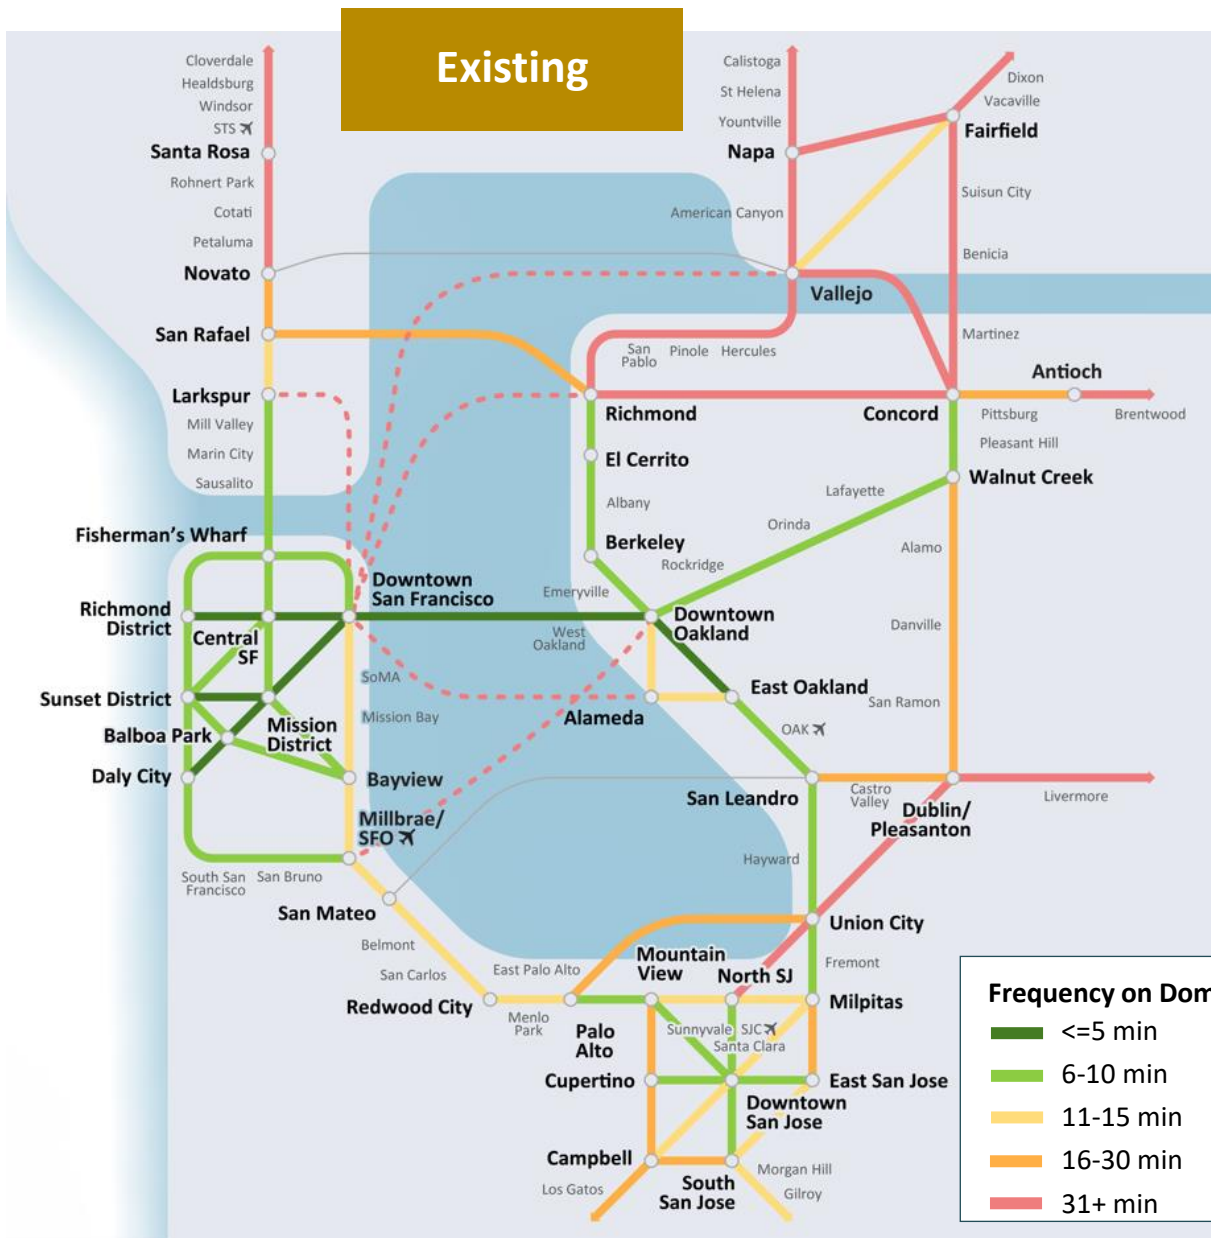 Existing
Cloverdale
Healdsburg
Windsor
STS
Santa Rosa
Rohnert Park
Cotati
Petaluma
Novato
San Rafael
Larkspur
Mill Valley
Marin City
Sausalito
Calistoga
St Helena
Yountville
Napa
American Canyon
Dixon
Vacaville
Fairfield
Suisun City
Benicia
Vallejo
Martinez
San
Pablo
Pinole
Hercules
Richmond
Concord
Antioch
Pittsburg
Brentwood
Pleasant Hill
El Cerrito
Walnut Creek
Albany
Lafayette
Orinda
Berkeley
Rockridge
Alamo
Emeryville
Fisherman's Wharf
Downtown
San Francisco
Richmond
District
Central
SF
West
Oakland
Downtown
Oakland
Danville
SoMA
Sunset District
Mission Bay
Alameda
East Oakland
San Ramon
Balboa Park
Mission
District
OAK
Daly City
Bayview
San Leandro
Castro
Valley
Dublin/
Pleasanton
Livermore
Millbrae/
SFO
Hayward
South San
Francisco
San Bruno
San Mateo
Union City
Belmont
San Carlos
East Palo Alto
Mountain
View
North SJ
Fremont
Redwood City
Menlo
Park
Palo
Alto
Sunnyvale
SJC
Santa Clara
Milpitas
Cupertino
East San Jose
Downtown
San Jose
Campbell
Los Gatos
South
San Jose
Morgan Hill
Gilroy
Frequency on Dom
<=5 min
6-10 min
11-15 min
16-30 min
31+ min